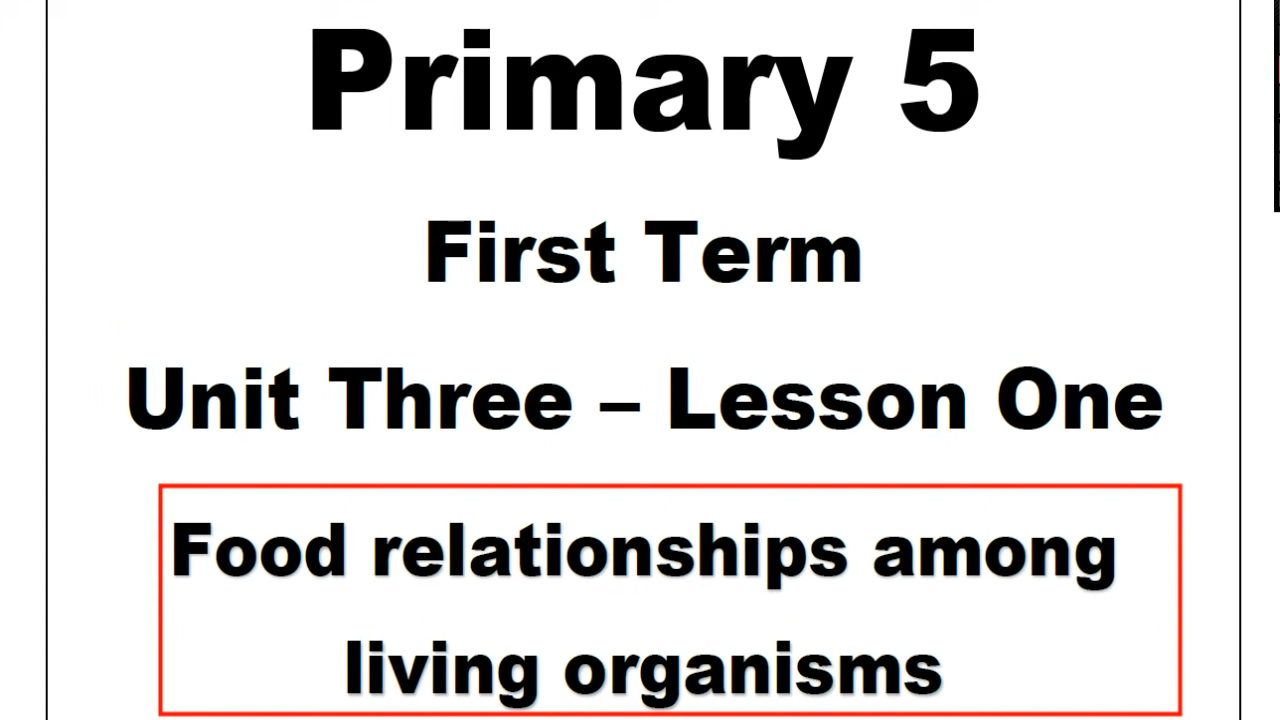 Primary 5
First Term
Unit Three – Lesson One
Food relationships among
living organisms